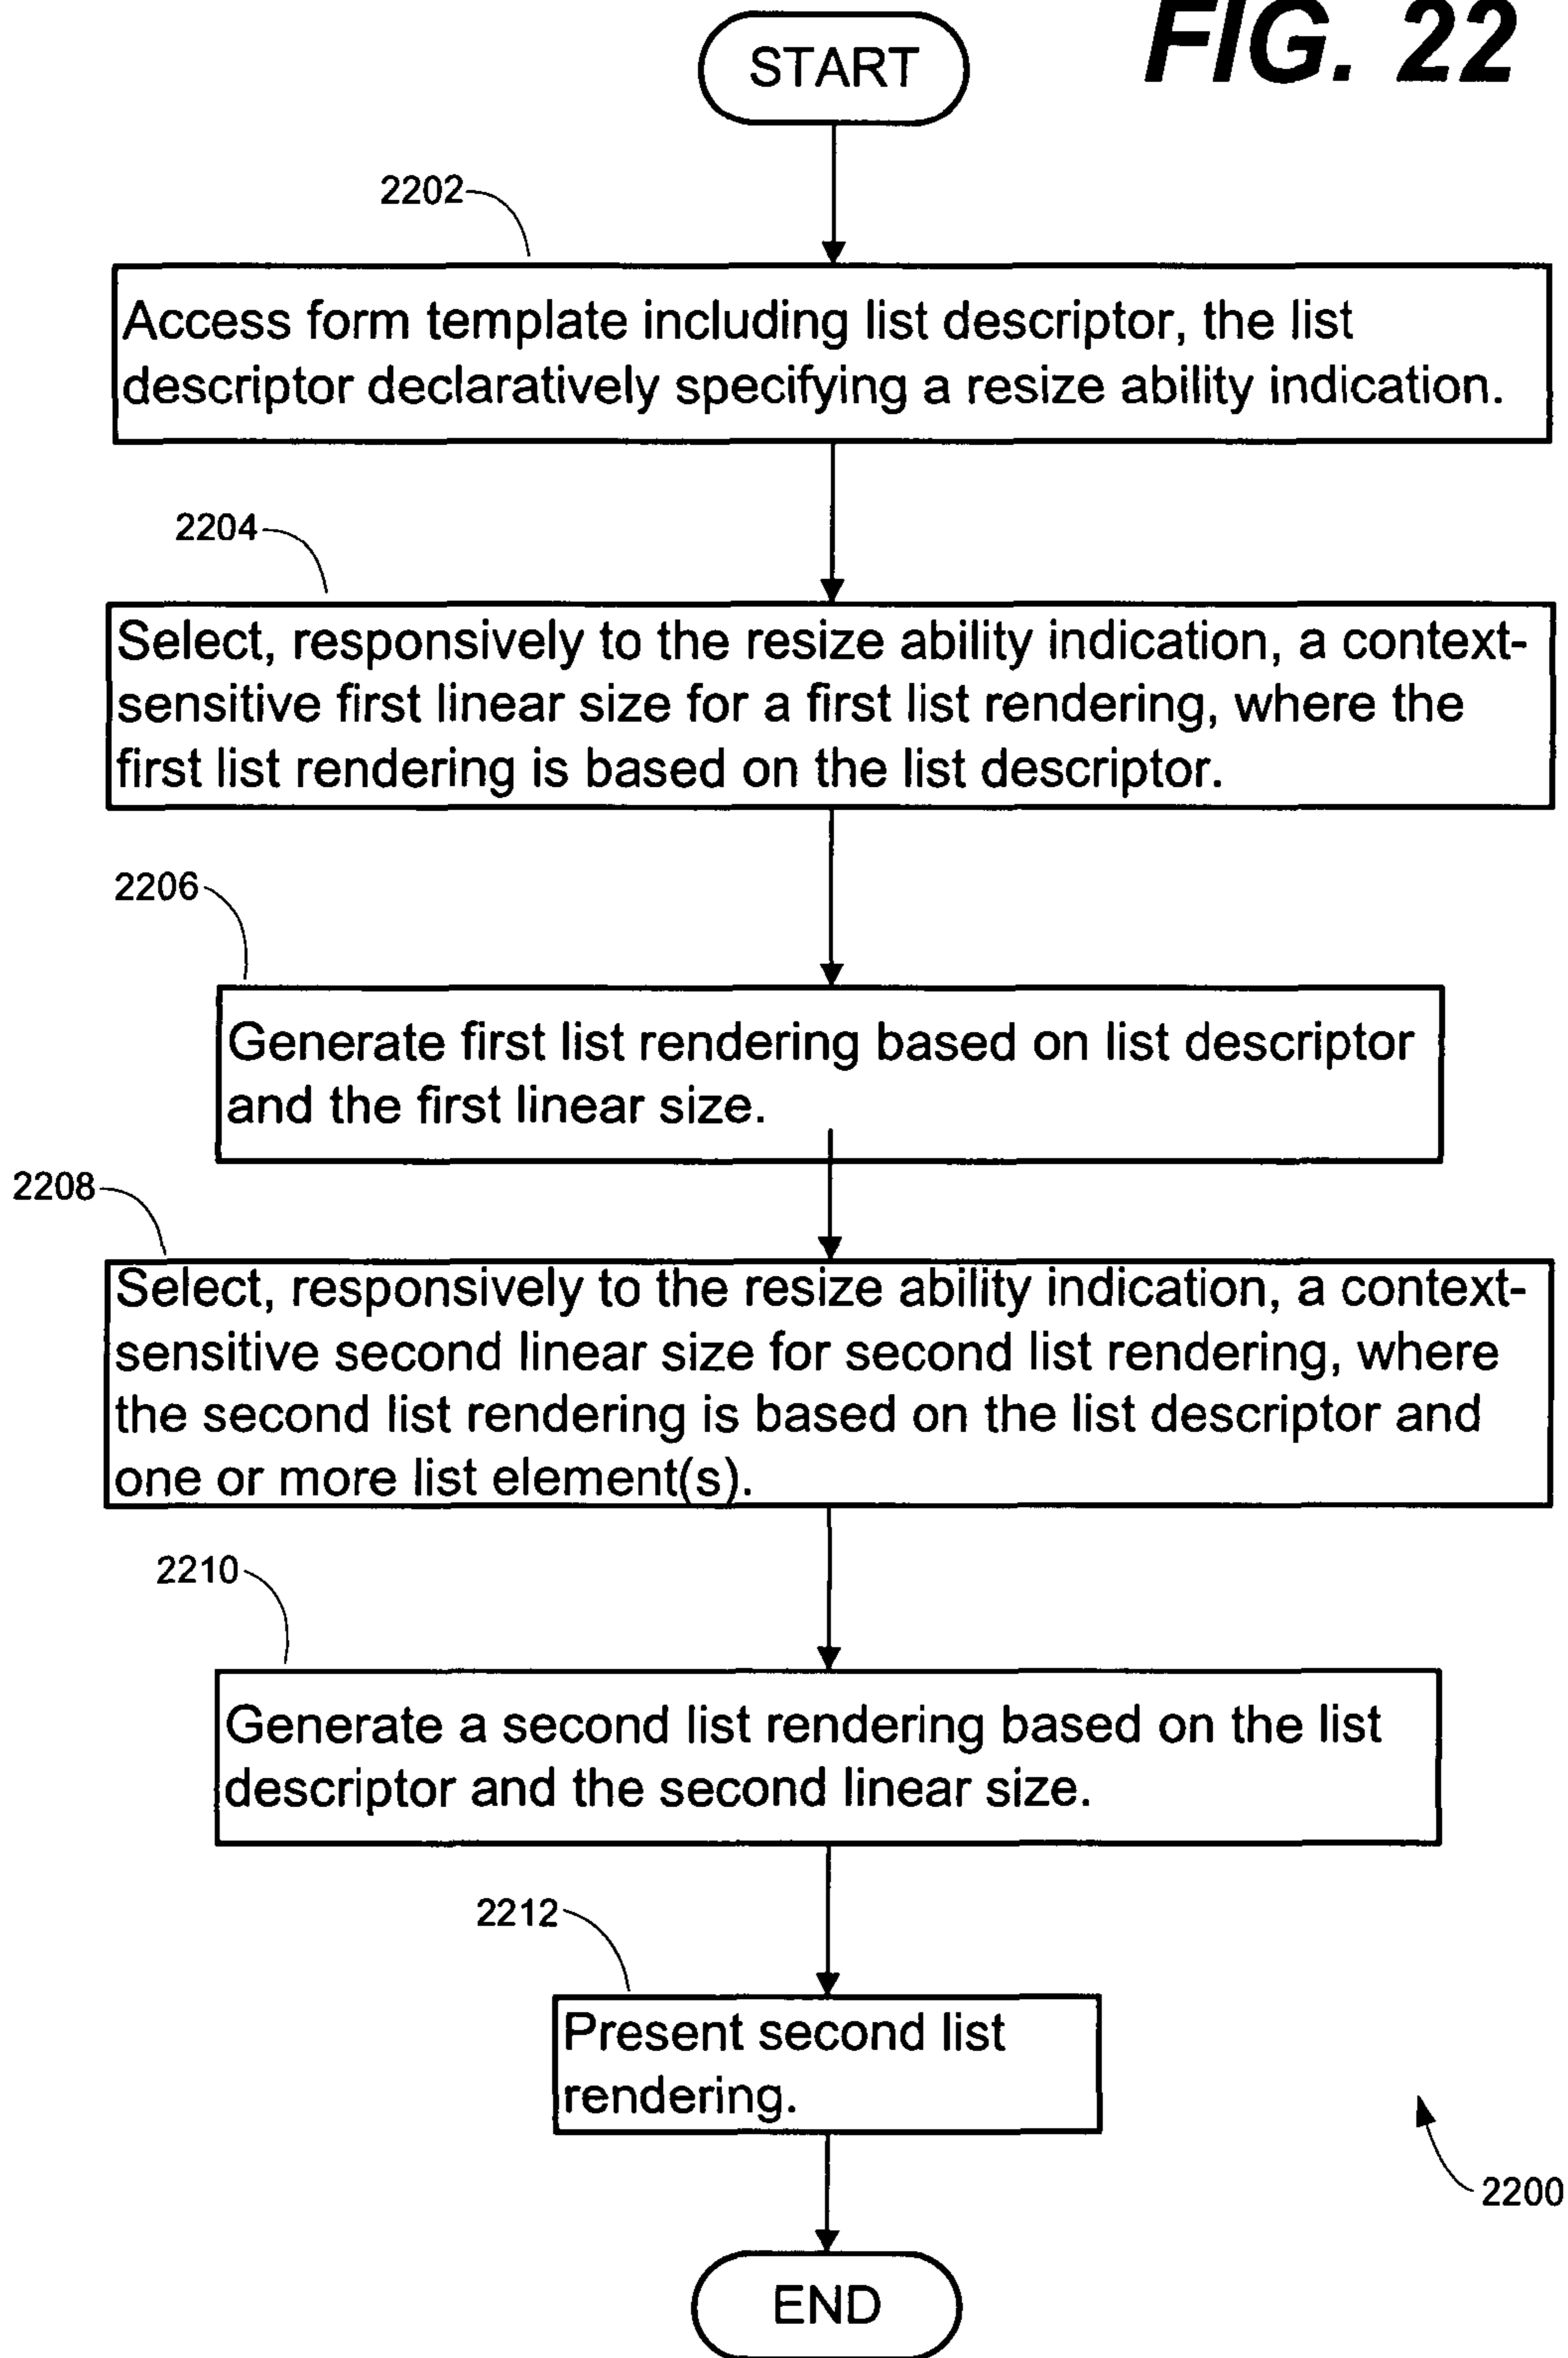 FIG. 22
START
2202
Access form template including list descriptor, the list
descriptor declaratively specifying a resize ability indication.
2204
Select, responsively to the resize ability indication, a context-
sensitive first linear size for a first list rendering, where the
first list rendering is based on the list descriptor.
2206
Generate first list rendering based on list descriptor
and the first linear size.
2208
Select, responsively to the resize ability indication, a context-
sensitive second linear size for second list rendering, where
the second list rendering is based on the list descriptor and
one or more list element(s).
2210
Generate a second list rendering based on the list
descriptor and the second linear size.
2212
Present second list
rendering.
2200
END